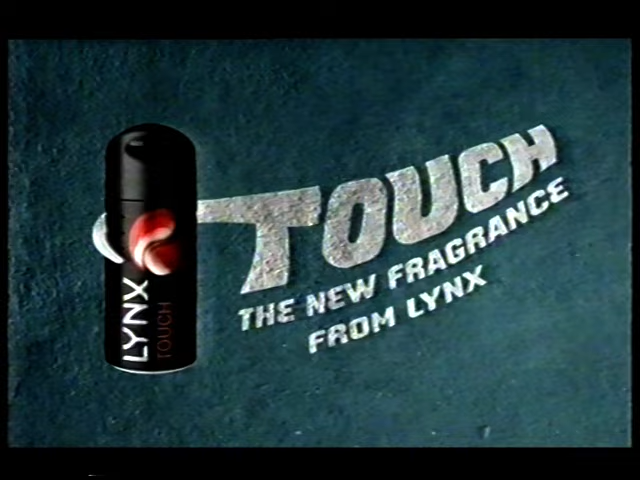 LYNX
TOUCH
TOUCH
THE NEW FRAGRANCE
FROM LYNX